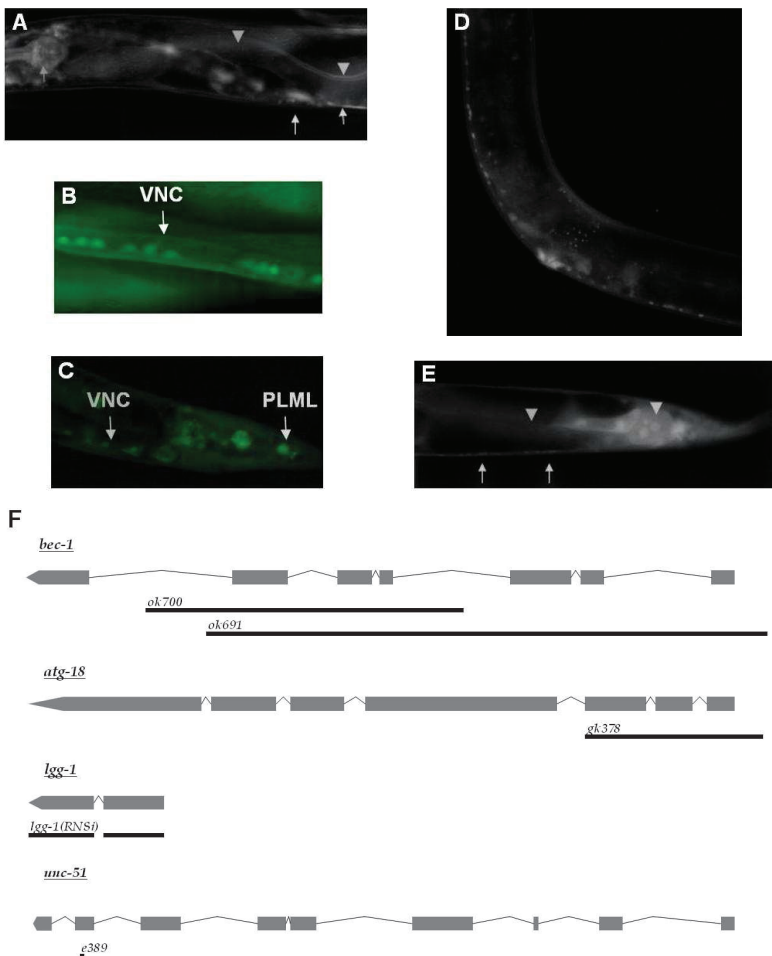 A
D
B
VNC
C
VNC
PLML
E
F
bec-1
ok700
ok691
atg-18
gk378
lgg-1
lgg-1(RNSi)
unc-51
e389